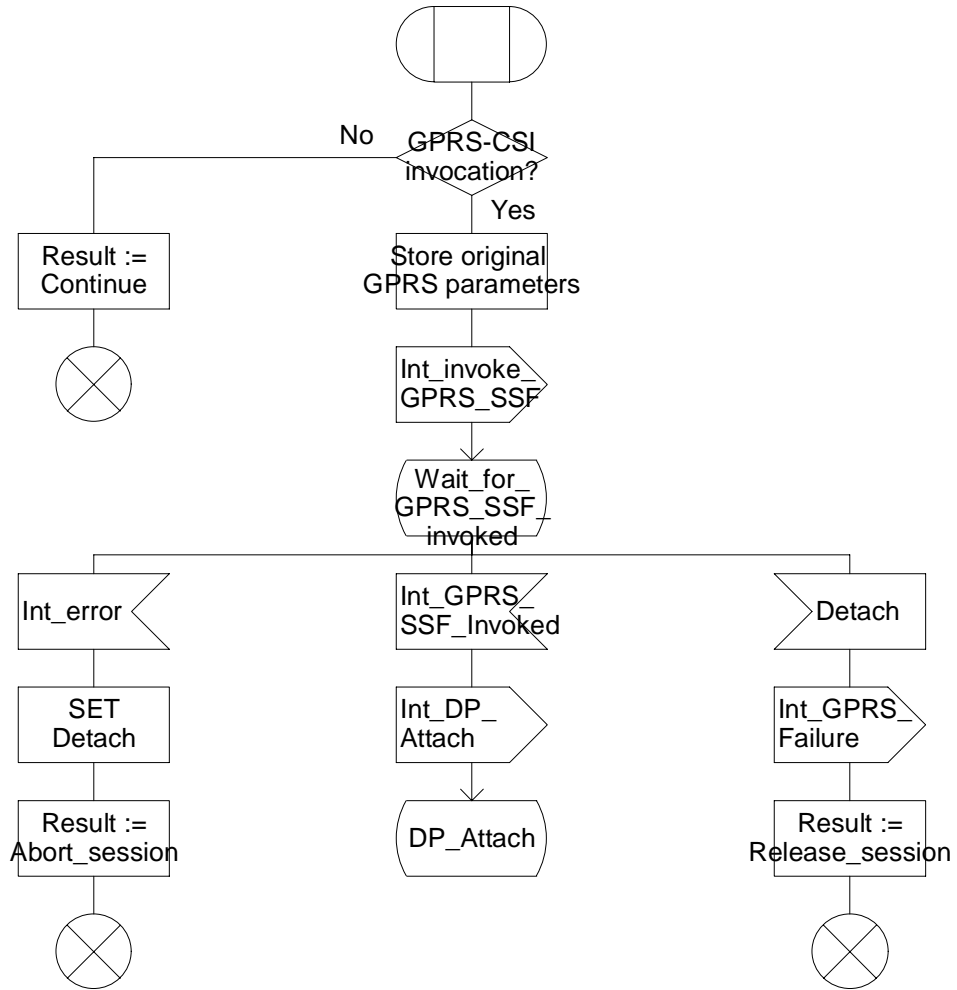 No
GPRS-CSI
invocation?
Yes
Result :=
Continue
Store original
GPRS parameters
Int_invoke_
GPRS_SSF
Wait_for_
GPRS_SSF_
invoked
Int_error
Int_GPRS_
SSF_Invoked
Detach
SET
Detach
Int_DP_
Attach
Int_GPRS_
Failure
Result :=
Abort_session
DP_Attach
Result :=
Release_session